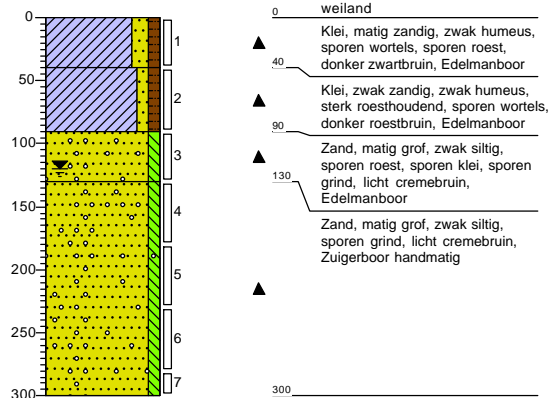 0
50
100
150
200
250
300
1
2
3
4
5
6
7
0 weiland
Klei, matig zandig, zwak humeus,
sporen wortels, sporen roest,
donker zwartbruin, Edelmanboor
40
Klei, zwak zandig, zwak humeus,
sterk roesthoudend, sporen wortels,
donker roestbruin, Edelmanboor
90
Zand, matig grof, zwak siltig,
sporen roest, sporen klei, sporen
grind, licht cremebruin,
Edelmanboor
130
Zand, matig grof, zwak siltig,
sporen grind, licht cremebruin,
Zuigerboor handmatig
300